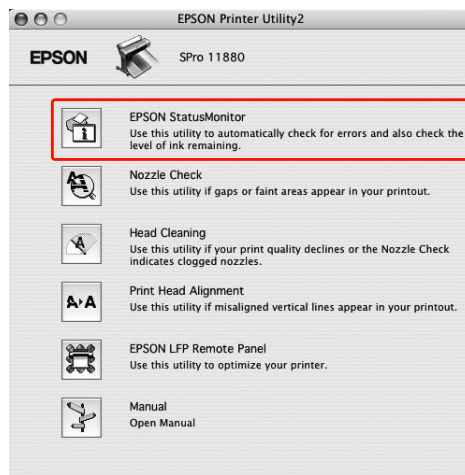 EPSON Printer Utility2
EPSON
SPro 11880
EPSON StatusMonitor
Use this utility to automatically check for errors and also check the
level of ink remaining.
Nozzle Check
Use this utility if gaps or faint areas appear in your printout.
Head Cleaning
Use this utility if your print quality declines or the Nozzle Check
indicates clogged nozzles.
A▸A
Print Head Alignment
Use this utility if misaligned vertical lines appear in your printout.
EPSON LFP Remote Panel
Use this utility to optimize your printer.
Manual
Open Manual